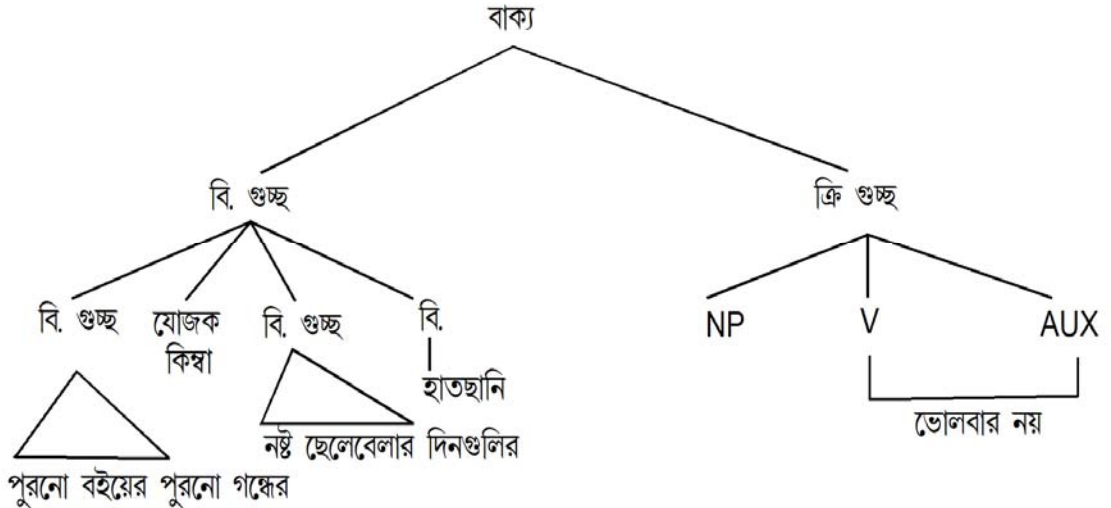 বাক্য
বি. গুচ্ছ
ক্রি গুচ্ছ
বি. গুচ্ছ
যোজক
কিম্বা
বি. গুচ্ছ
বি.
হাতছানি
NP
V
AUX
ভোলবার নয়
নষ্ট ছেলেবেলার দিনগুলির
পুরনো বইয়ের পুরনো গন্ধের